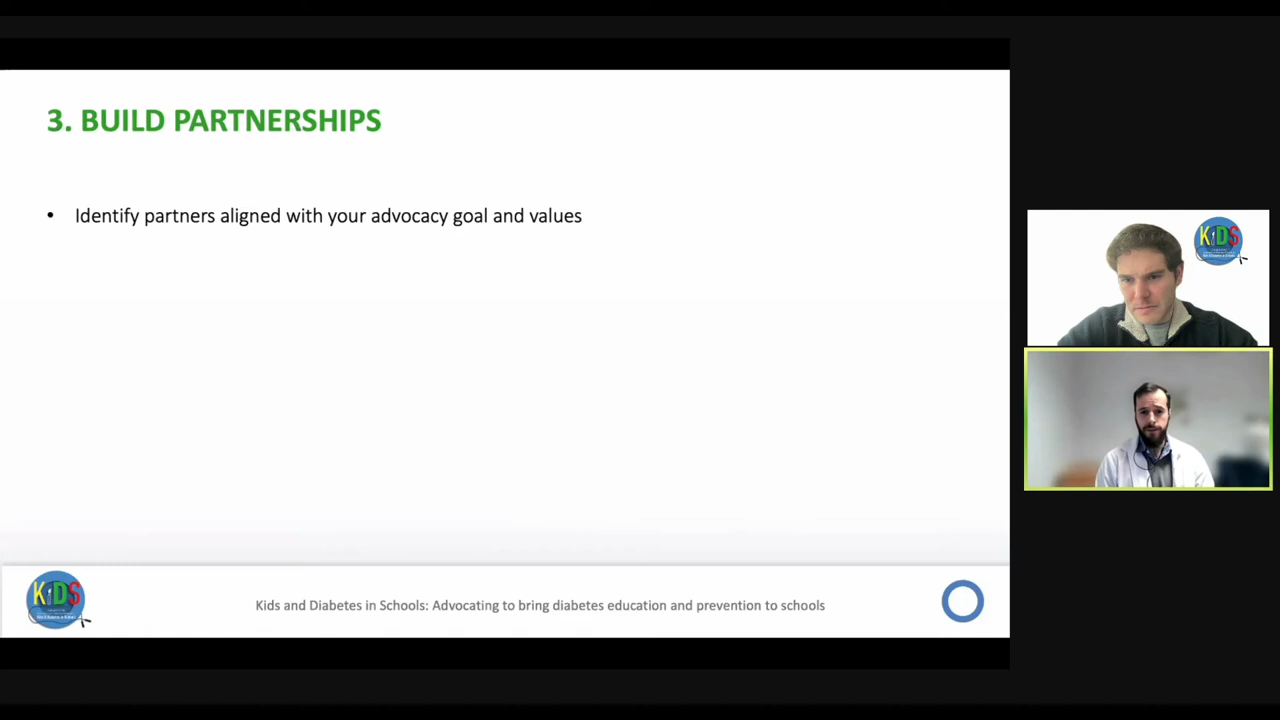 3. BUILD PARTNERSHIPS
• Identify partners aligned with your advocacy goal and values
KiDS
KiDS
Kids and Diabetes in Schools: Advocating to bring diabetes education and prevention to schools